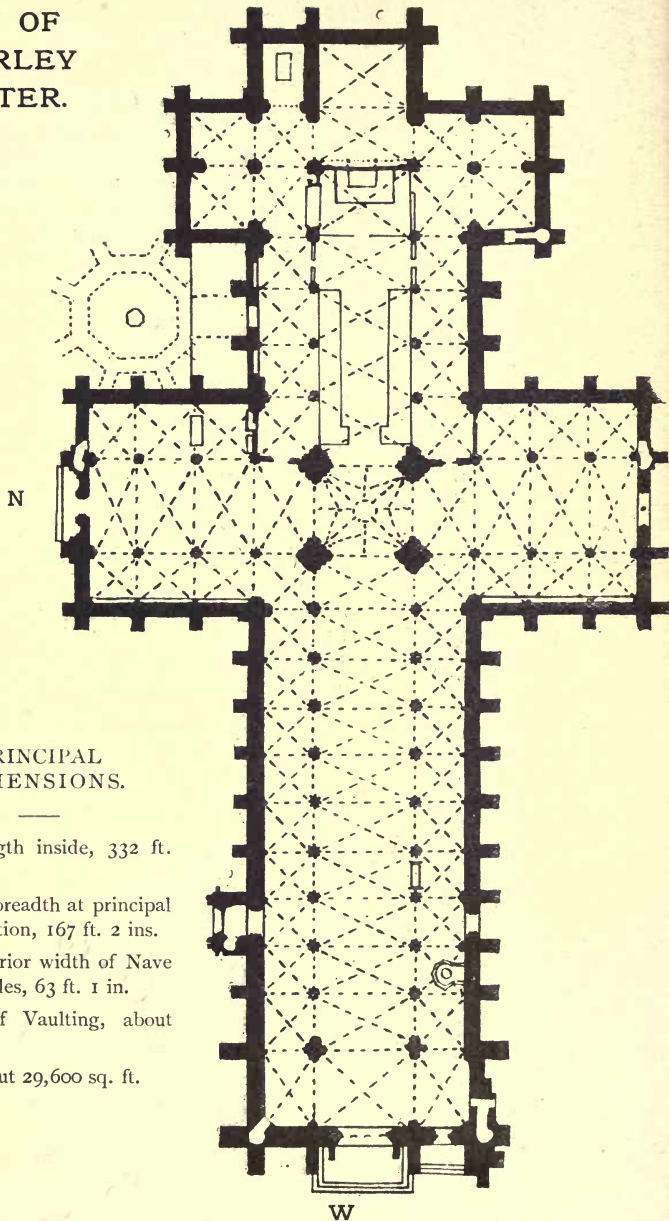 OF
RLEY
TER.
N
RINCIPAL
IENSIONS.
gth inside, 332 ft.
breadth at principal
tion, 167 ft. 2 ins.
rior width of Nave
les, 63 ft. 1 in.
f Vaulting, about
ut 29,600 sq. ft.
W